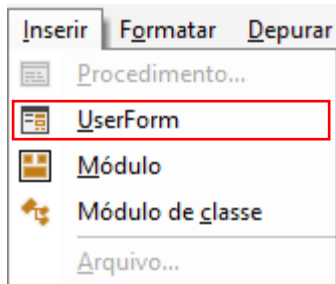 Inserir Formatar Depurar
Procedimento...
UserForm
Módulo
Módulo de classe
Arquivo...